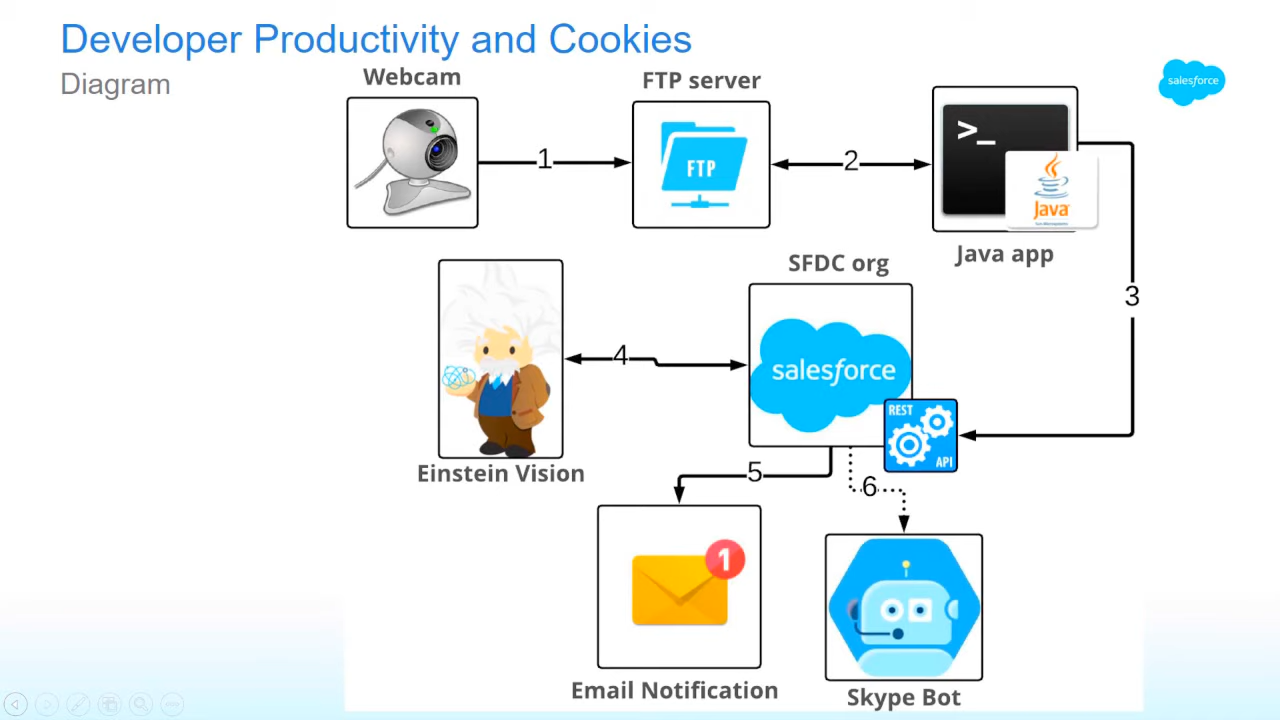 Developer Productivity and Cookies
Diagram
salesforce
Webcam
FTP server
1
FTP
2
>_
Java
Java app
3
SFDC org
salesforce
REST
API
4
Einstein Vision
5
6
1
Email Notification
Skype Bot